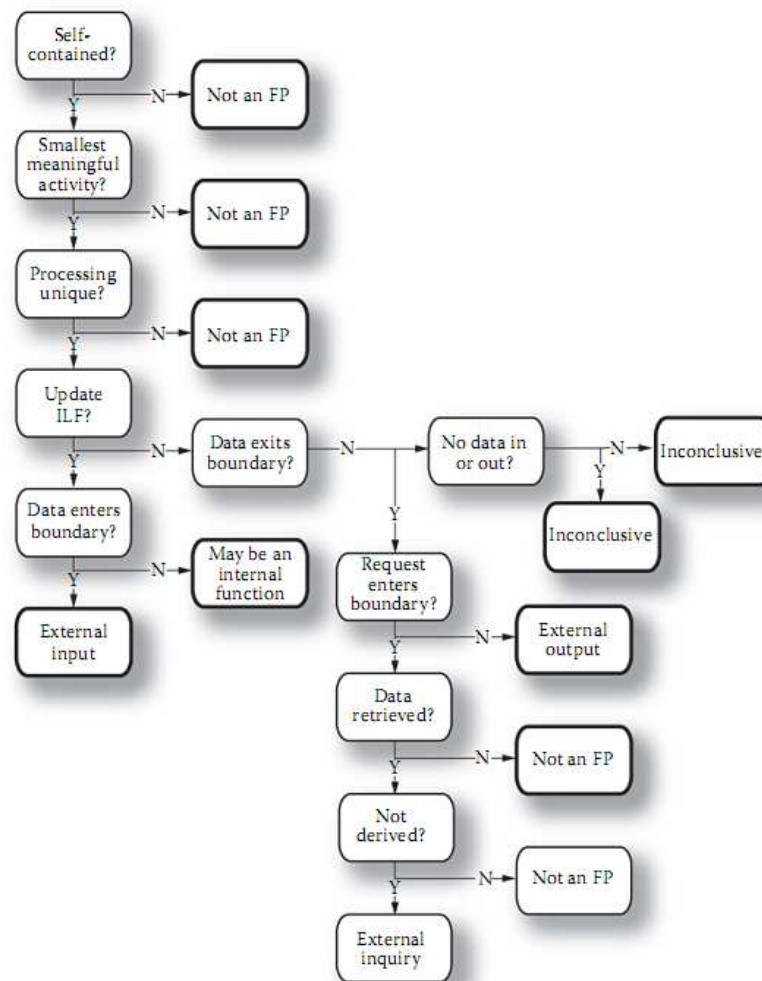 Self-
contained?
N
Not an FP
Y
Smallest
meaningful
activity?
N
Not an FP
Y
Processing
unique?
N
Not an FP
Y
Update
ILF?
N
Data exits
boundary?
N
No data in
or out?
N
Inconclusive
Y
Inconclusive
Y
Data enters
boundary?
N
May be an
internal
function
Y
External
input
Y
Request
enters
boundary?
N
External
output
Y
Data
retrieved?
N
Not an FP
Y
Not
derived?
N
Not an FP
Y
External
inquiry